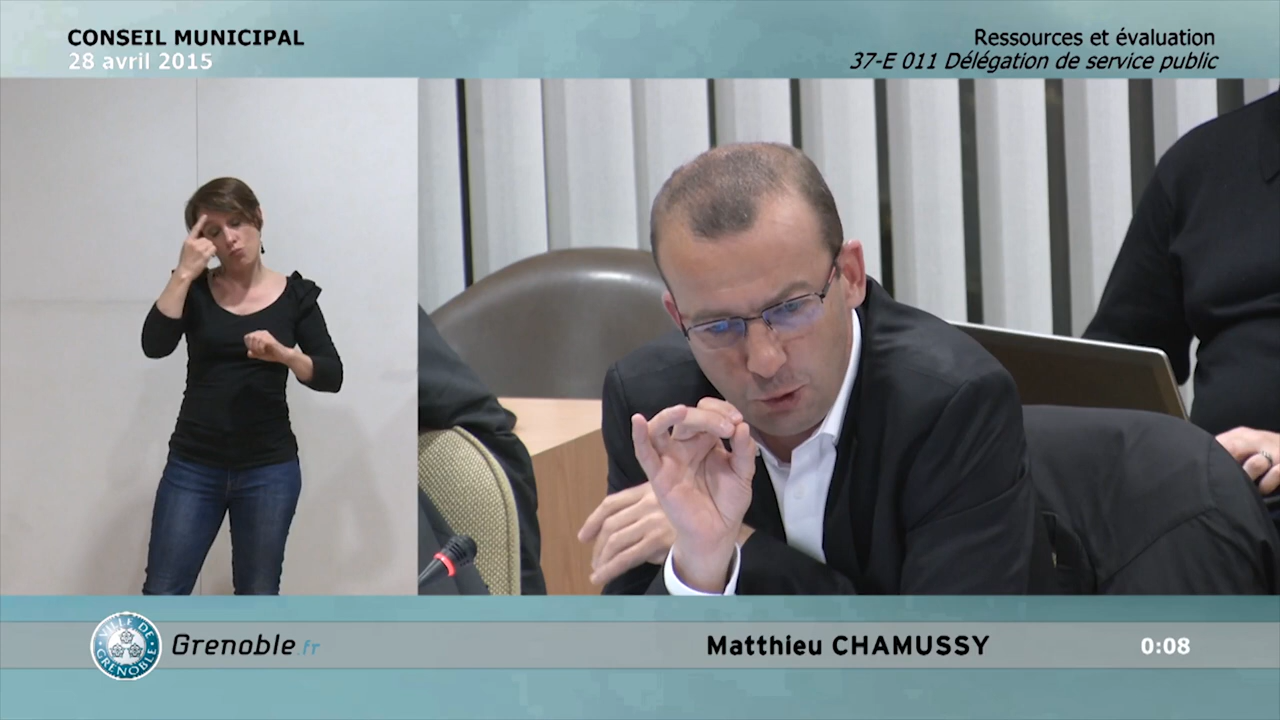 CONSEIL MUNICIPAL
28 avril 2015
Ressources et évaluation
37-E 011 Délégation de service public
VILLE DE GRENOBLE
Grenoble.fr
Matthieu CHAMUSSY
0:08